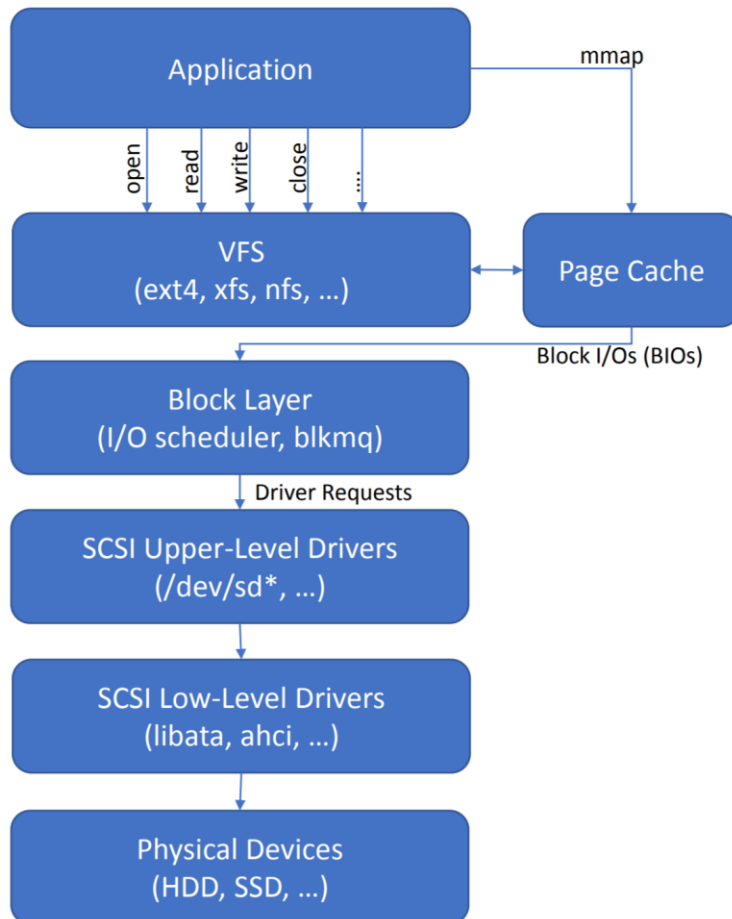 Application
mmap
open
read
write
close
....
VFS
(ext4, xfs, nfs, ...)
Page Cache
Block I/Os (BIOs)
Block Layer
(I/O scheduler, blkmq)
Driver Requests
SCSI Upper-Level Drivers
(/dev/sd*, ...)
SCSI Low-Level Drivers
(libata, ahci, ...)
Physical Devices
(HDD, SSD, ...)